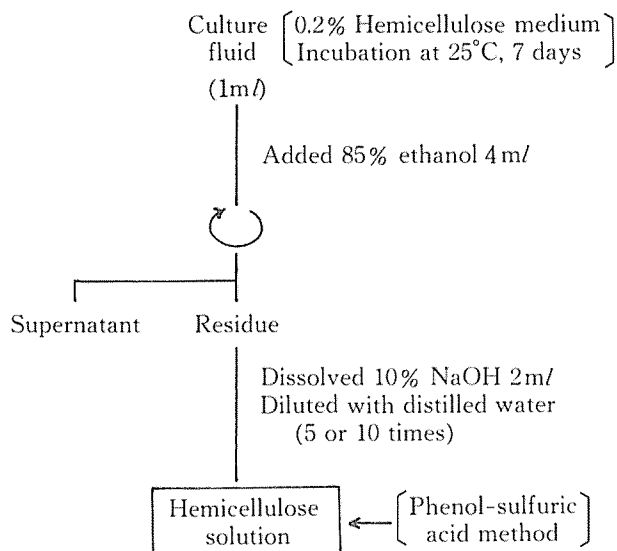 Culture fluid [0.2% Hemicellulose medium
Incubation at 25°C, 7 days]
(1ml)
Added 85% ethanol 4ml
Supernatant Residue
Dissolved 10% NaOH 2ml
Diluted with distilled water
(5 or 10 times)
Hemicellulose solution
[Phenol-sulfuric acid method]